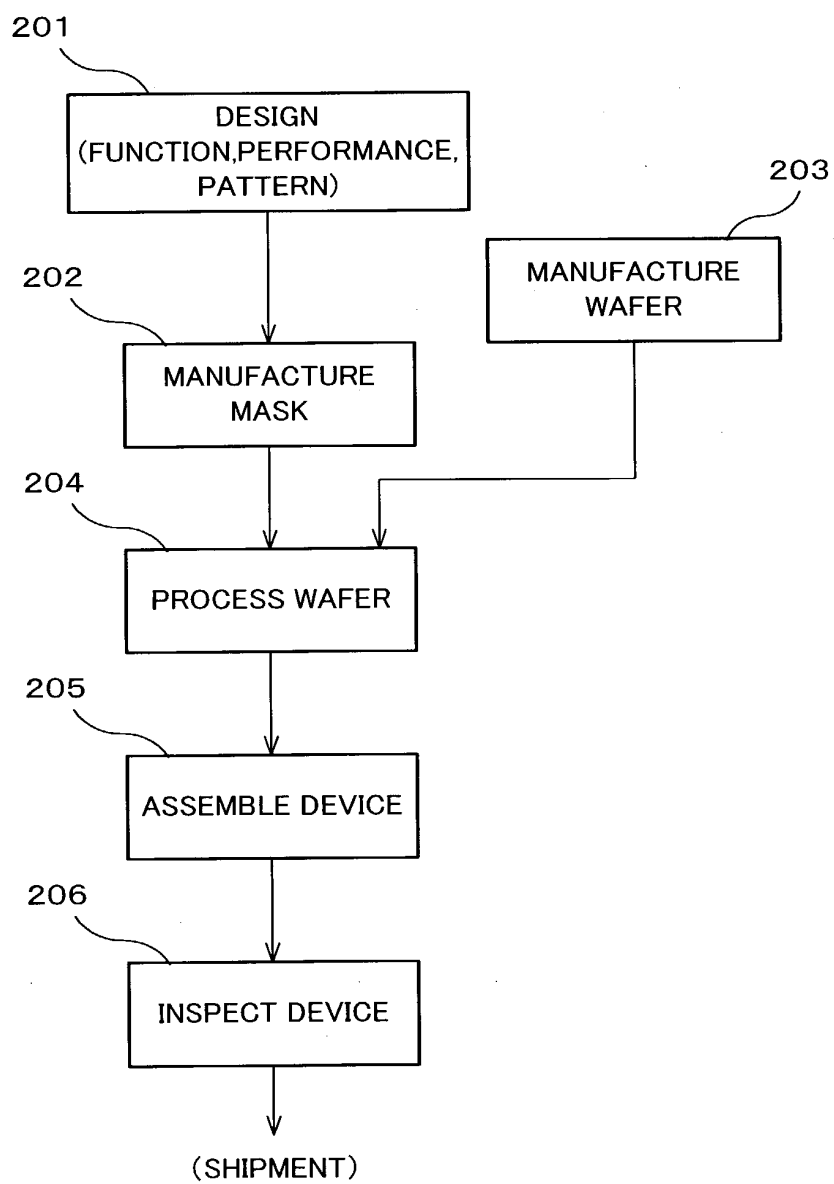 201
DESIGN
(FUNCTION,PERFORMANCE,
PATTERN)
203
MANUFACTURE
WAFER
202
MANUFACTURE
MASK
204
PROCESS WAFER
205
ASSEMBLE DEVICE
206
INSPECT DEVICE
(SHIPMENT)